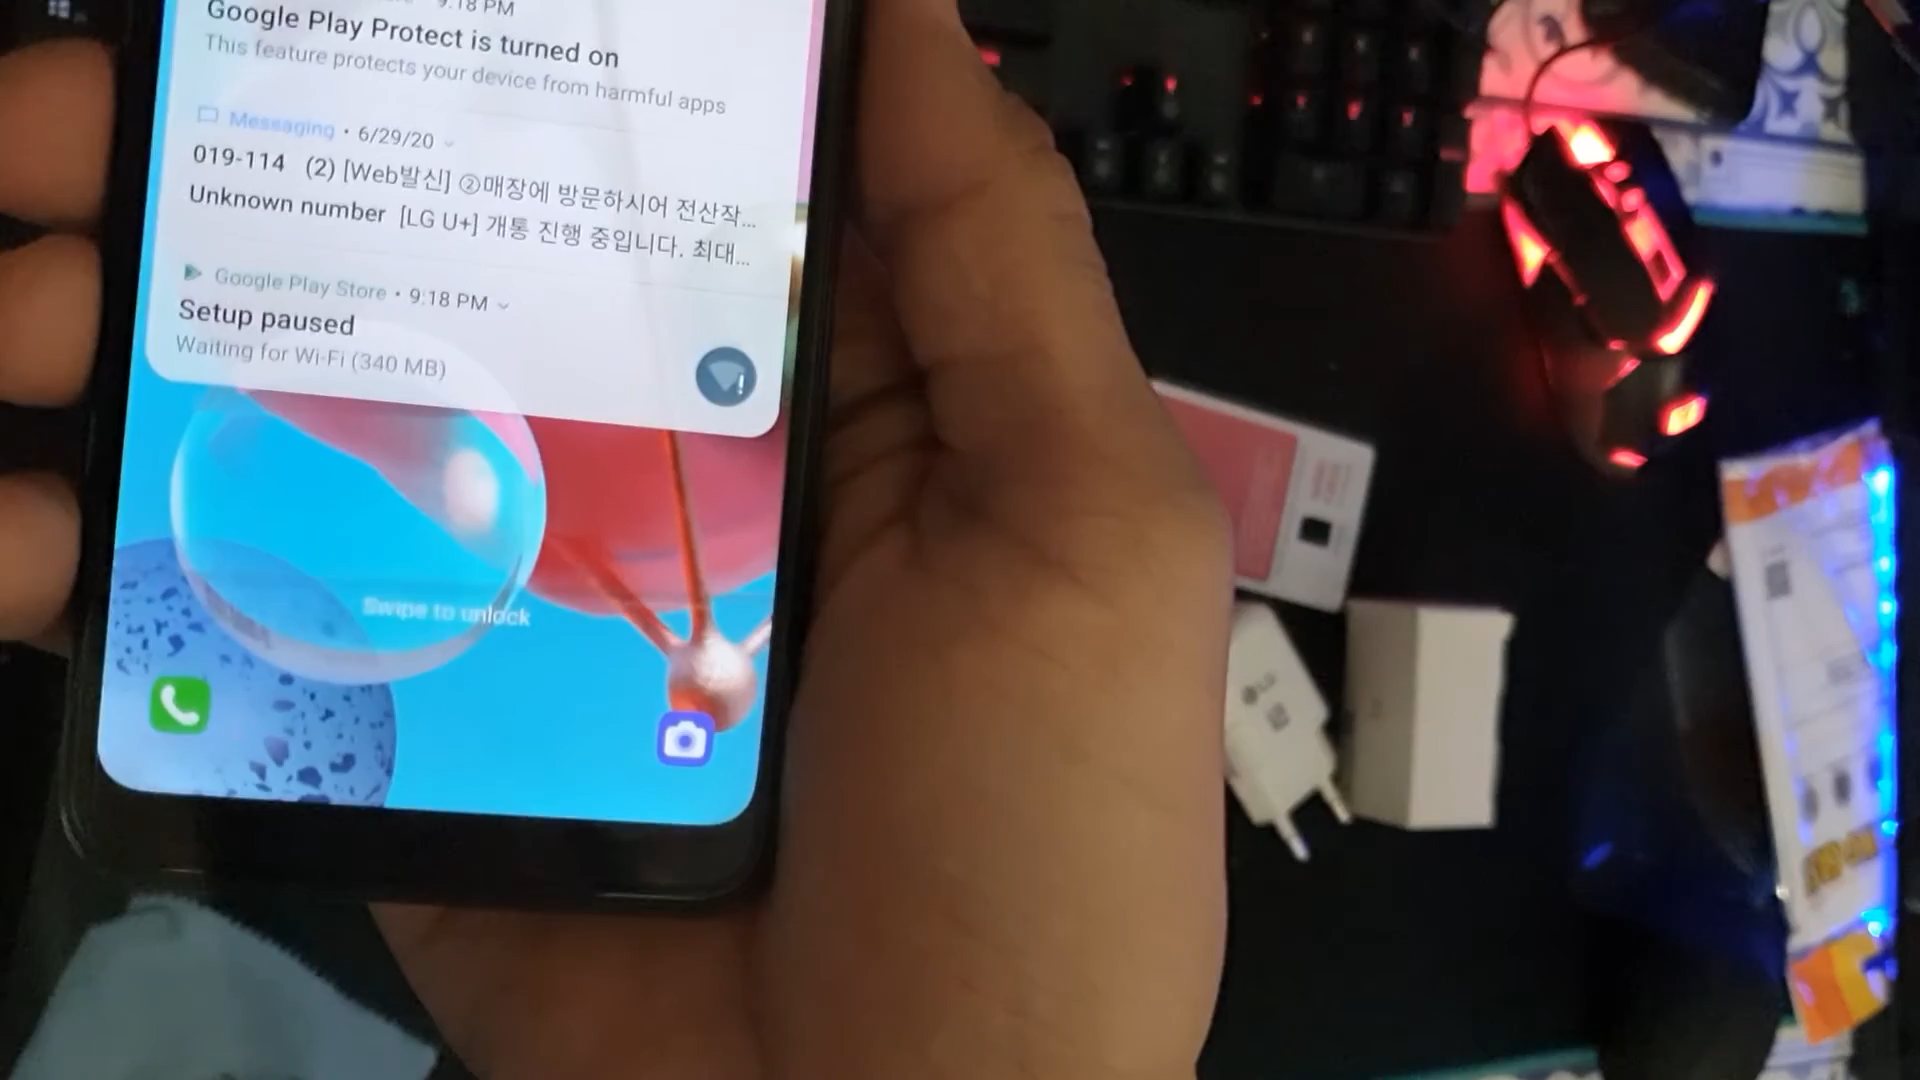 9:18 PM
Google Play Protect is turned on
This feature protects your device from harmful apps
Messaging • 6/29/20
019-114 (2) [Web발신] ②매장에 방문하시어 전산작...
Unknown number [LG U+] 개통 진행 중입니다. 최대...
Google Play Store • 9:18 PM
Setup paused
Waiting for Wi-Fi (340 MB)
Swipe to unlock
LG